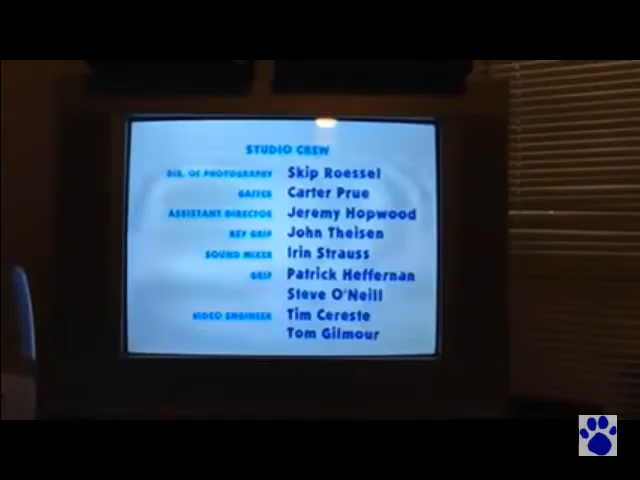 STUDIO CREW
DIR. OF PHOTOGRAPHY Skip Roessel
GAFFER Carter Prue
ASSISTANT DIRECTOR Jeremy Hopwood
KEY GRIP John Theisen
SOUND MIXER Irin Strauss
GRIP Patrick Heffernan
Steve O'Neill
VIDEO ENGINEER Tim Cereste
Tom Gilmour